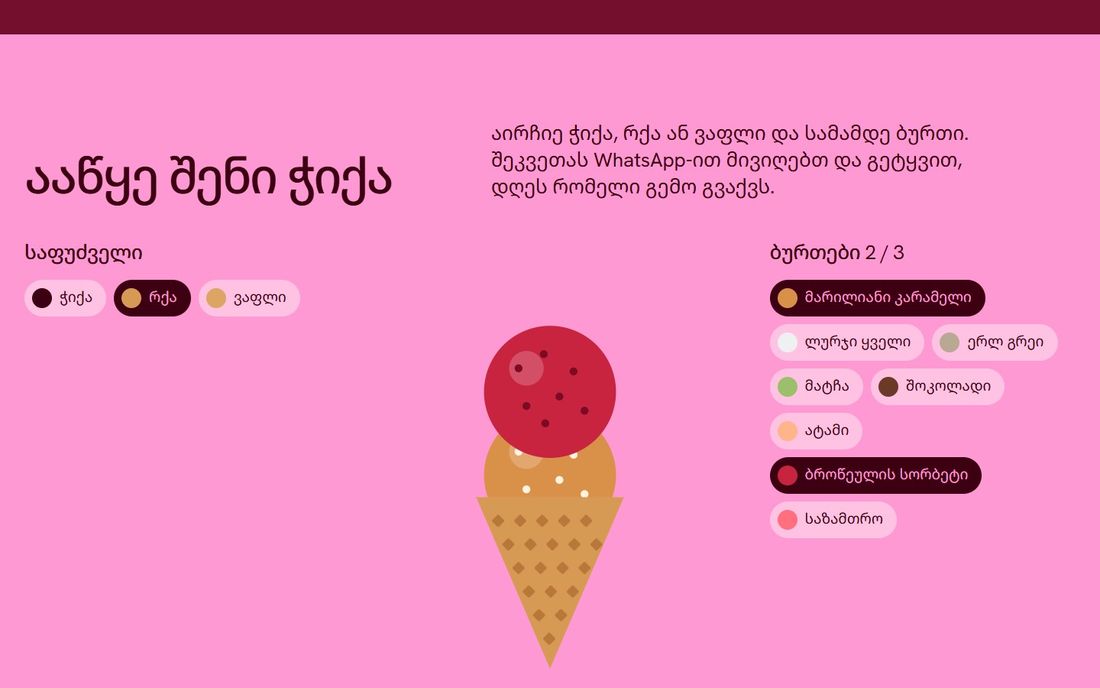 ააწყე შენი ჭიქა
აირჩიე ჭიქა, რქა ან ვაფლი და სამამდე ბურთი.
შეკვეთას WhatsApp-ით მივიღებთ და გეტყვით,
დღეს რომელი გემო გვაქვს.
საფუძველი
ჭიქა
რქა
ვაფლი
ბურთები 2 / 3
მარილიანი კარამელი
ლურჯი ყველი
ერლ გრეი
მატჩა
შოკოლადი
ატამი
ბროწეულის სორბეტი
საზამთრო